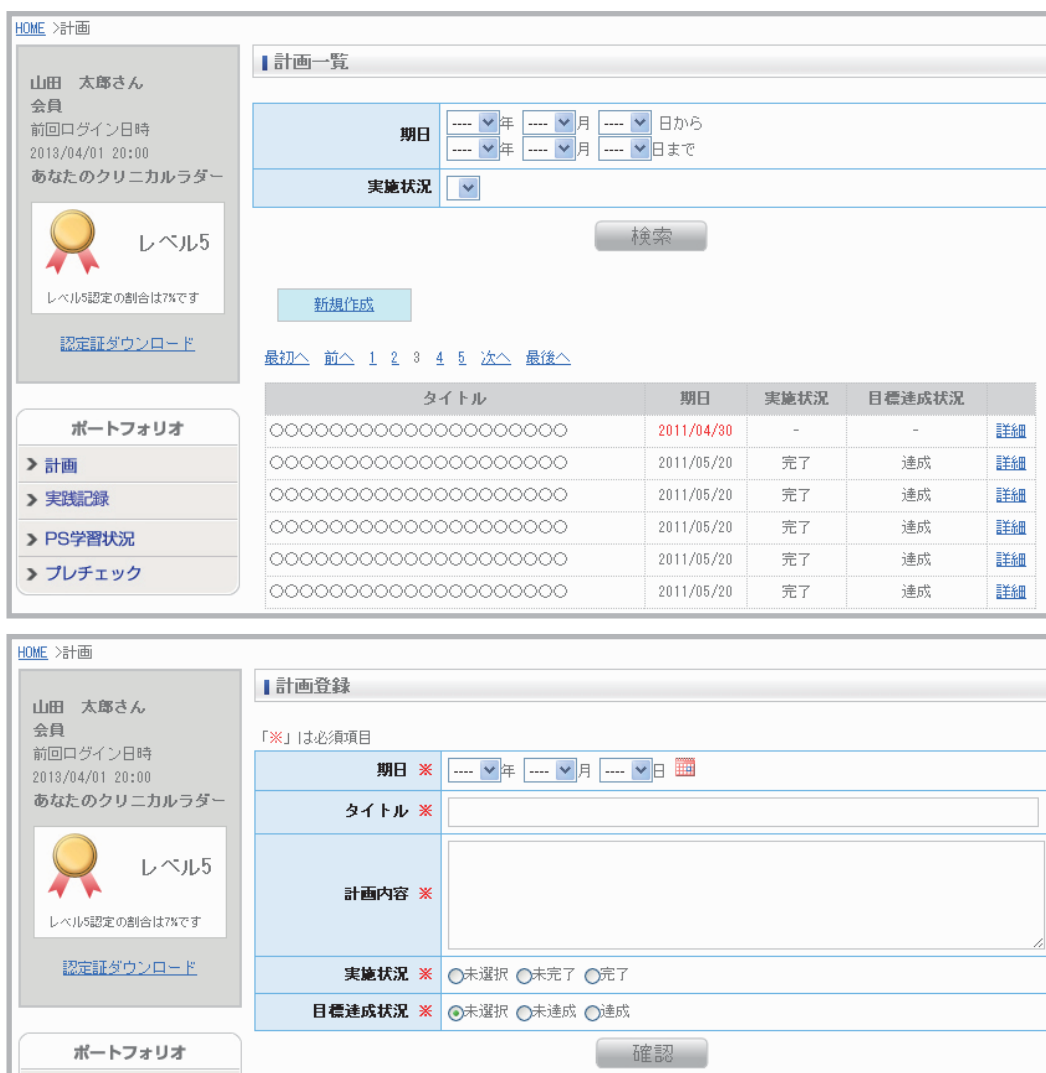 HOME >計画
山田　太郎さん
会員
前回ログイン日時
2013/04/01 20:00
あなたのクリニカルラダー
レベル5
レベル5認定の割合は7%です
認定証ダウンロード
ポートフォリオ
計画
実践記録
PS学習状況
プレチェック
計画一覧
期日 ---- 年 ---- 月 ---- 日から
---- 年 ---- 月 ---- 日まで
実施状況
検索
新規作成
最初へ 前へ 1 2 3 4 5 次へ 最後へ
タイトル 期日 実施状況 目標達成状況
○○○○○○○○○○○○○○○○○○○○ 2011/04/30 - - 詳細
○○○○○○○○○○○○○○○○○○○○ 2011/05/20 完了 達成 詳細
○○○○○○○○○○○○○○○○○○○○ 2011/05/20 完了 達成 詳細
○○○○○○○○○○○○○○○○○○○○ 2011/05/20 完了 達成 詳細
○○○○○○○○○○○○○○○○○○○○ 2011/05/20 完了 達成 詳細
○○○○○○○○○○○○○○○○○○○○ 2011/05/20 完了 達成 詳細
HOME >計画
山田　太郎さん
会員
前回ログイン日時
2013/04/01 20:00
あなたのクリニカルラダー
レベル5
レベル5認定の割合は7%です
認定証ダウンロード
ポートフォリオ
計画登録
「※」は必須項目
期日 ※ ---- 年 ---- 月 ---- 日
タイトル ※
計画内容 ※
実施状況 ※ 未選択 未完了 完了
目標達成状況 ※ 未選択 未達成 達成
確認